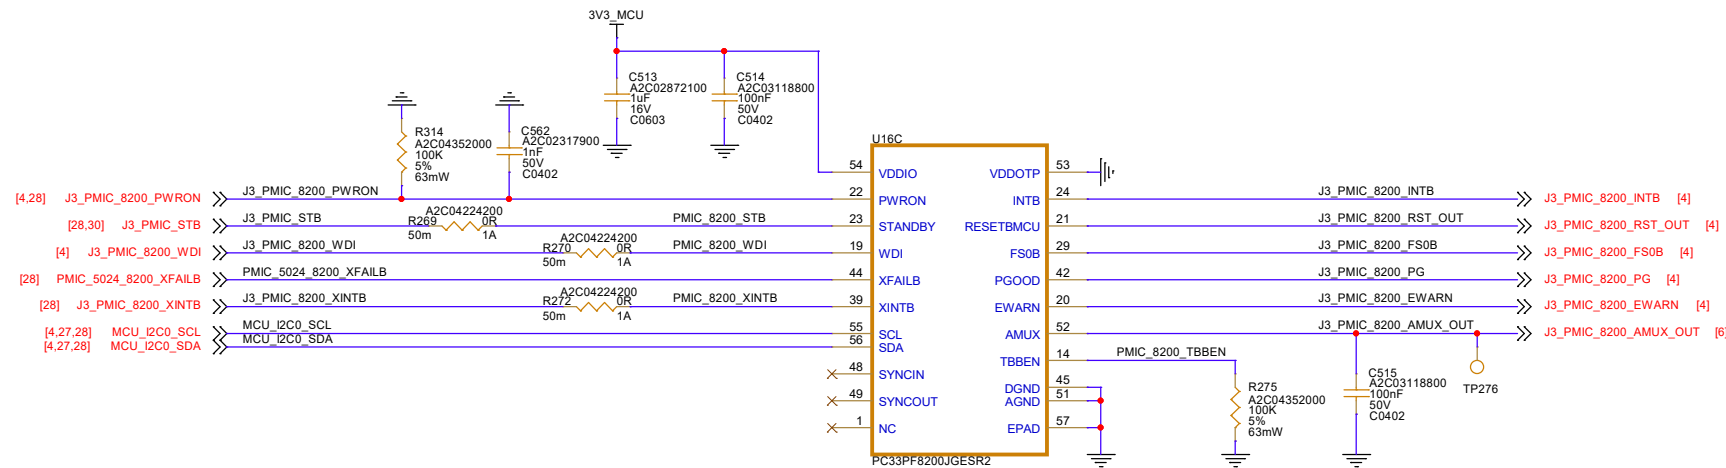 3V3_MCU
C513
A2C02872100
1uF
16V
C0603
C514
A2C03118800
100nF
50V
C0402
R314
A2C04352000
100K
5%
63mW
C562
A2C02317900
1nF
50V
C0402
U16C
54 VDDIO VDDOTP 53
[4,28] J3_PMIC_8200_PWRON J3_PMIC_8200_PWRON 22 PWRON INTB 24 J3_PMIC_8200_INTB J3_PMIC_8200_INTB [4]
[28,30] J3_PMIC_STB J3_PMIC_STB R269 A2C04224200 0R 50m 1A PMIC_8200_STB 23 STANDBY RESETBMCU 21 J3_PMIC_8200_RST_OUT J3_PMIC_8200_RST_OUT [4]
[4] J3_PMIC_8200_WDI J3_PMIC_8200_WDI R270 A2C04224200 0R 50m 1A PMIC_8200_WDI 19 WDI FS0B 29 J3_PMIC_8200_FS0B J3_PMIC_8200_FS0B [4]
[28] PMIC_5024_8200_XFAILB PMIC_5024_8200_XFAILB 44 XFAILB PGOOD 42 J3_PMIC_8200_PG J3_PMIC_8200_PG [4]
[28] J3_PMIC_8200_XINTB J3_PMIC_8200_XINTB R272 A2C04224200 0R 50m 1A PMIC_8200_XINTB 39 XINTB EWARN 20 J3_PMIC_8200_EWARN J3_PMIC_8200_EWARN [4]
[4,27,28] MCU_I2C0_SCL MCU_I2C0_SCL 55 SCL AMUX 52 J3_PMIC_8200_AMUX_OUT J3_PMIC_8200_AMUX_OUT [6]
[4,27,28] MCU_I2C0_SDA MCU_I2C0_SDA 56 SDA
TBBEN 14 PMIC_8200_TBBEN
48 SYNCIN DGND 45
49 SYNCOUT AGND 51
1 NC EPAD 57
R275
A2C04352000
100K
5%
63mW
C515
A2C03118800
100nF
50V
C0402
TP276
PC33PF8200JGESR2